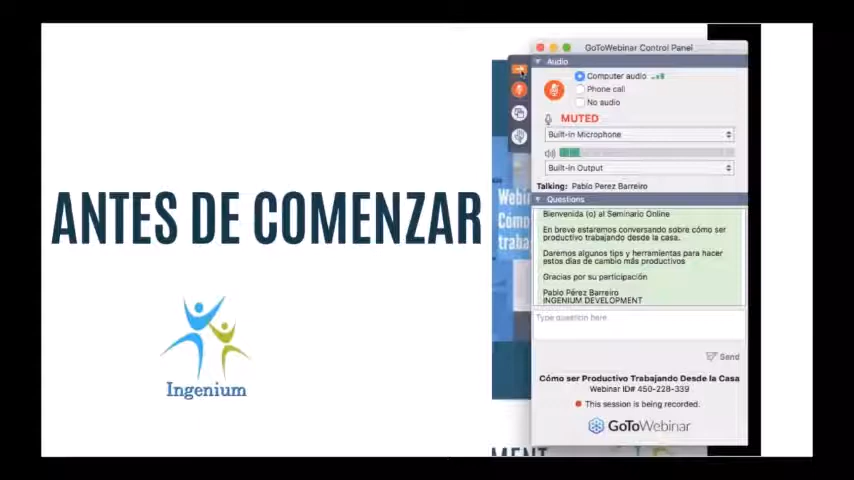 ANTES DE COMENZAR
Ingenium
GoToWebinar Control Panel
Audio
Computer audio
Phone call
No audio
MUTED
Built-in Microphone
Built-in Output
Talking: Pablo Perez Barreiro
Questions
Bienvenida (o) al Seminario Online
En breve estaremos conversando sobre cómo ser
productivo trabajando desde la casa.
Daremos algunos tips y herramientas para hacer
estos días de cambio más productivos
Gracias por su participación
Pablo Pérez Barreiro
INGENIUM DEVELOPMENT
Type question here
Send
Cómo ser Productivo Trabajando Desde la Casa
Webinar ID# 450-228-339
This session is being recorded.
GoToWebinar
Webin
Cómo
traba